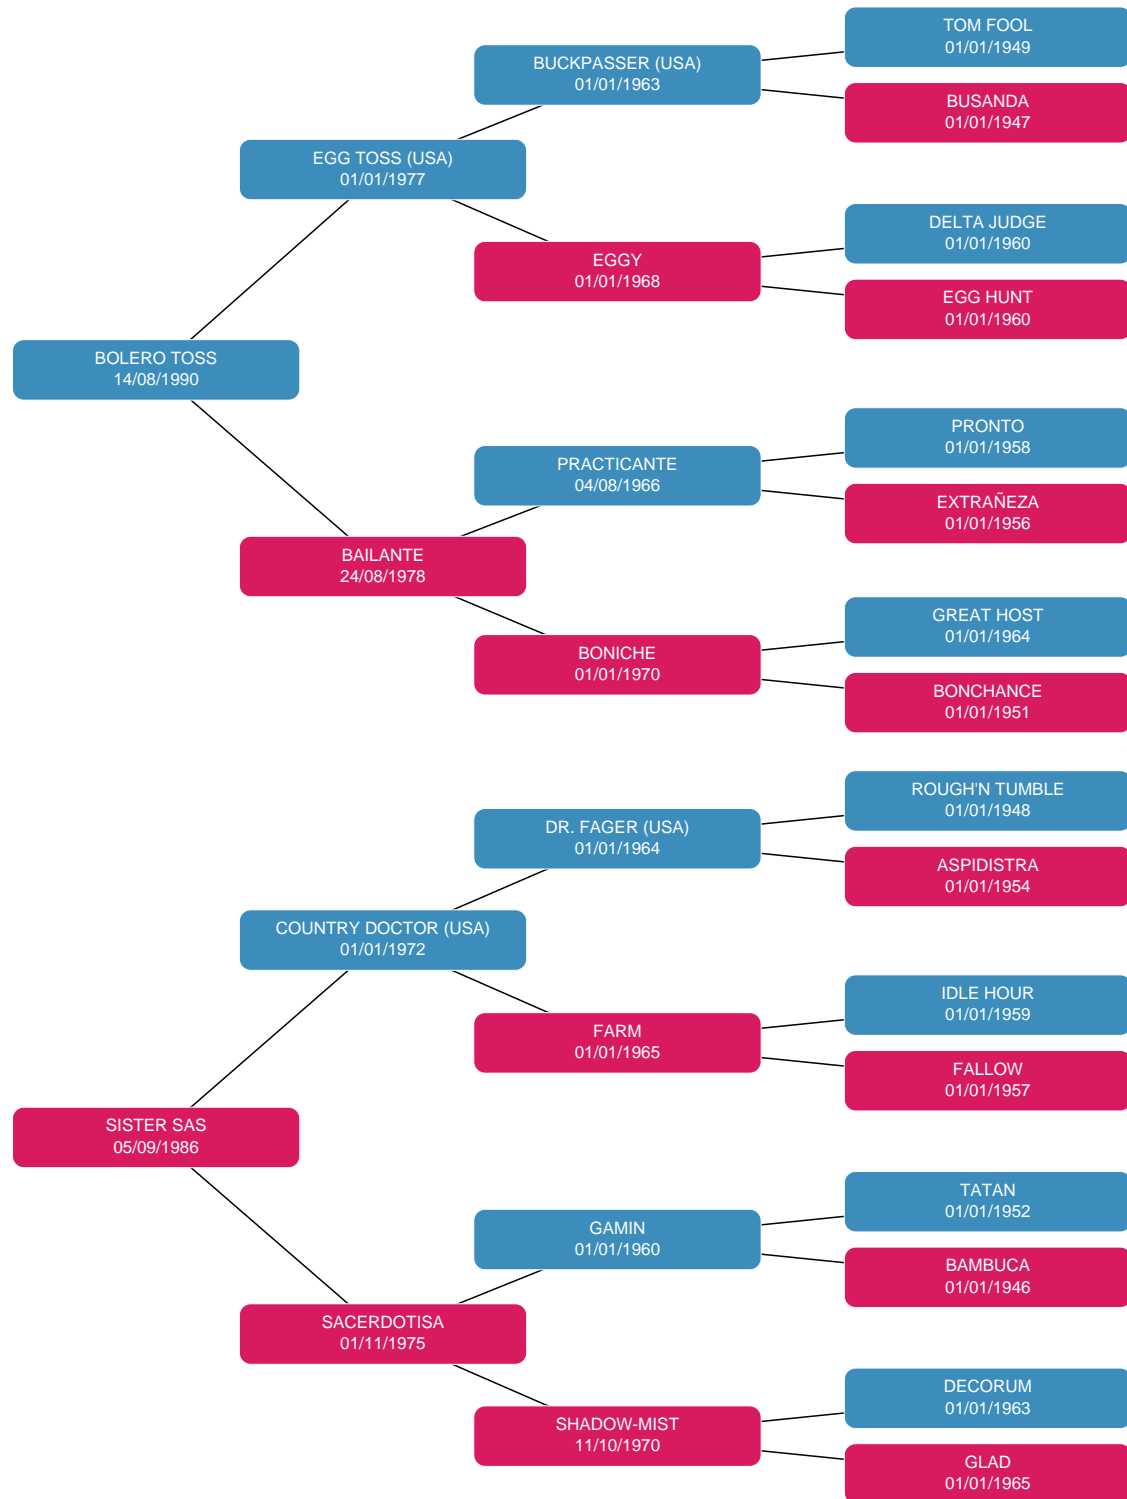 TOM FOOL
01/01/1949
BUCKPASSER (USA)
01/01/1963
BUSANDA
01/01/1947
EGG TOSS (USA)
01/01/1977
DELTA JUDGE
01/01/1960
EGGY
01/01/1968
EGG HUNT
01/01/1960
BOLERO TOSS
14/08/1990
PRONTO
01/01/1958
PRACTICANTE
04/08/1966
EXTRAÑEZA
01/01/1956
BAILANTE
24/08/1978
GREAT HOST
01/01/1964
BONICHE
01/01/1970
BONCHANCE
01/01/1951
ROUGH'N TUMBLE
01/01/1948
DR. FAGER (USA)
01/01/1964
ASPIDISTRA
01/01/1954
COUNTRY DOCTOR (USA)
01/01/1972
IDLE HOUR
01/01/1959
FARM
01/01/1965
FALLOW
01/01/1957
SISTER SAS
05/09/1986
TATAN
01/01/1952
GAMIN
01/01/1960
BAMBUCA
01/01/1946
SACERDOTISA
01/11/1975
DECORUM
01/01/1963
SHADOW-MIST
11/10/1970
GLAD
01/01/1965